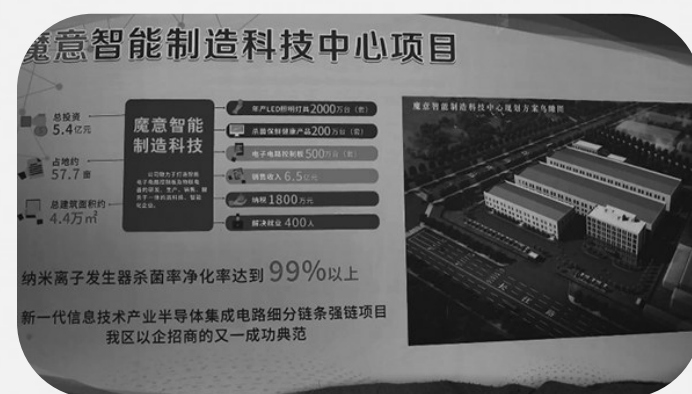 魔意智能制造科技中心项目
总投资
5.4亿元
占地约
57.7亩
总建筑面积约
4.4万㎡
魔意智能
制造科技
年产LED照明灯具2000万台（套）
杀菌保鲜健康产品200万台（套）
电子电路控制板500万台（套）
销售收入6.5亿元
纳税1800万元
解决就业400人
魔意智能制造科技中心规划方案鸟瞰图
长江路
纳米离子发生器杀菌率净化率达到99%以上
新一代信息技术产业半导体集成电路细分链条强链项目
我区以企招商的又一成功典范